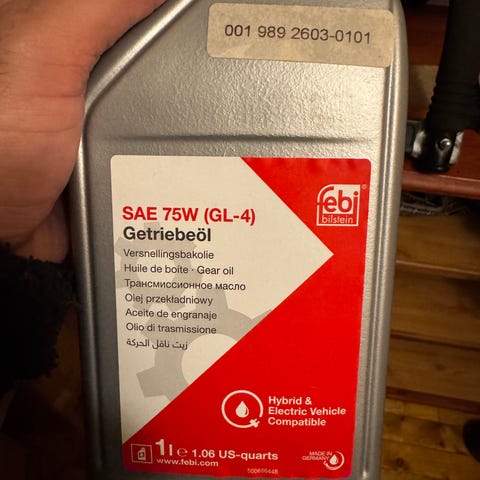 001 989 2603-0101
febi
bilstein
SAE 75W (GL-4)
Getriebeöl
Versnellingsbakolie
Huile de boite · Gear oil
Трансмиссионное масло
Olej przekładniowy
Aceite de engranaje
Olio di trasmissione
زيت ناقل الحركة
Hybrid &
Electric Vehicle
Compatible
1l ℮ 1.06 US-quarts
www.febi.com
MADE IN
GERMANY